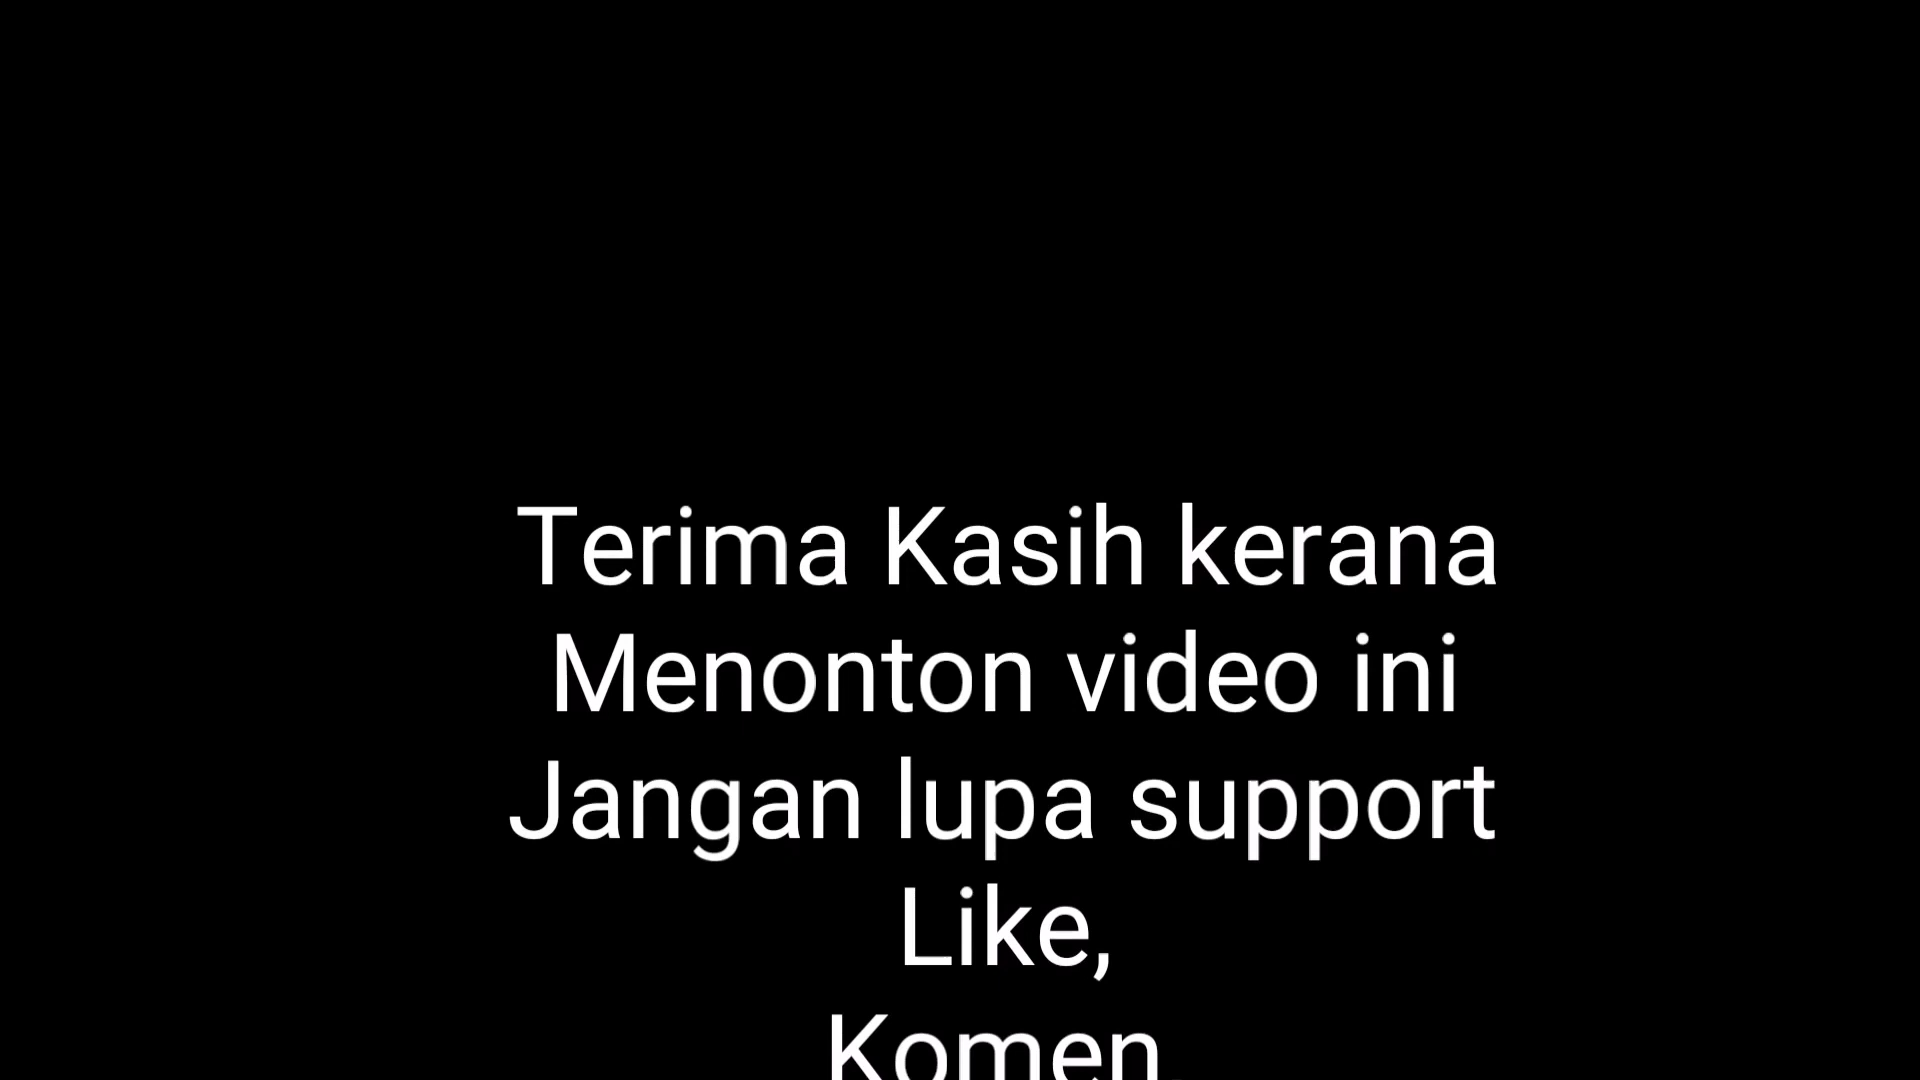 Terima Kasih kerana
Menonton video ini
Jangan lupa support
Like,
Komen,